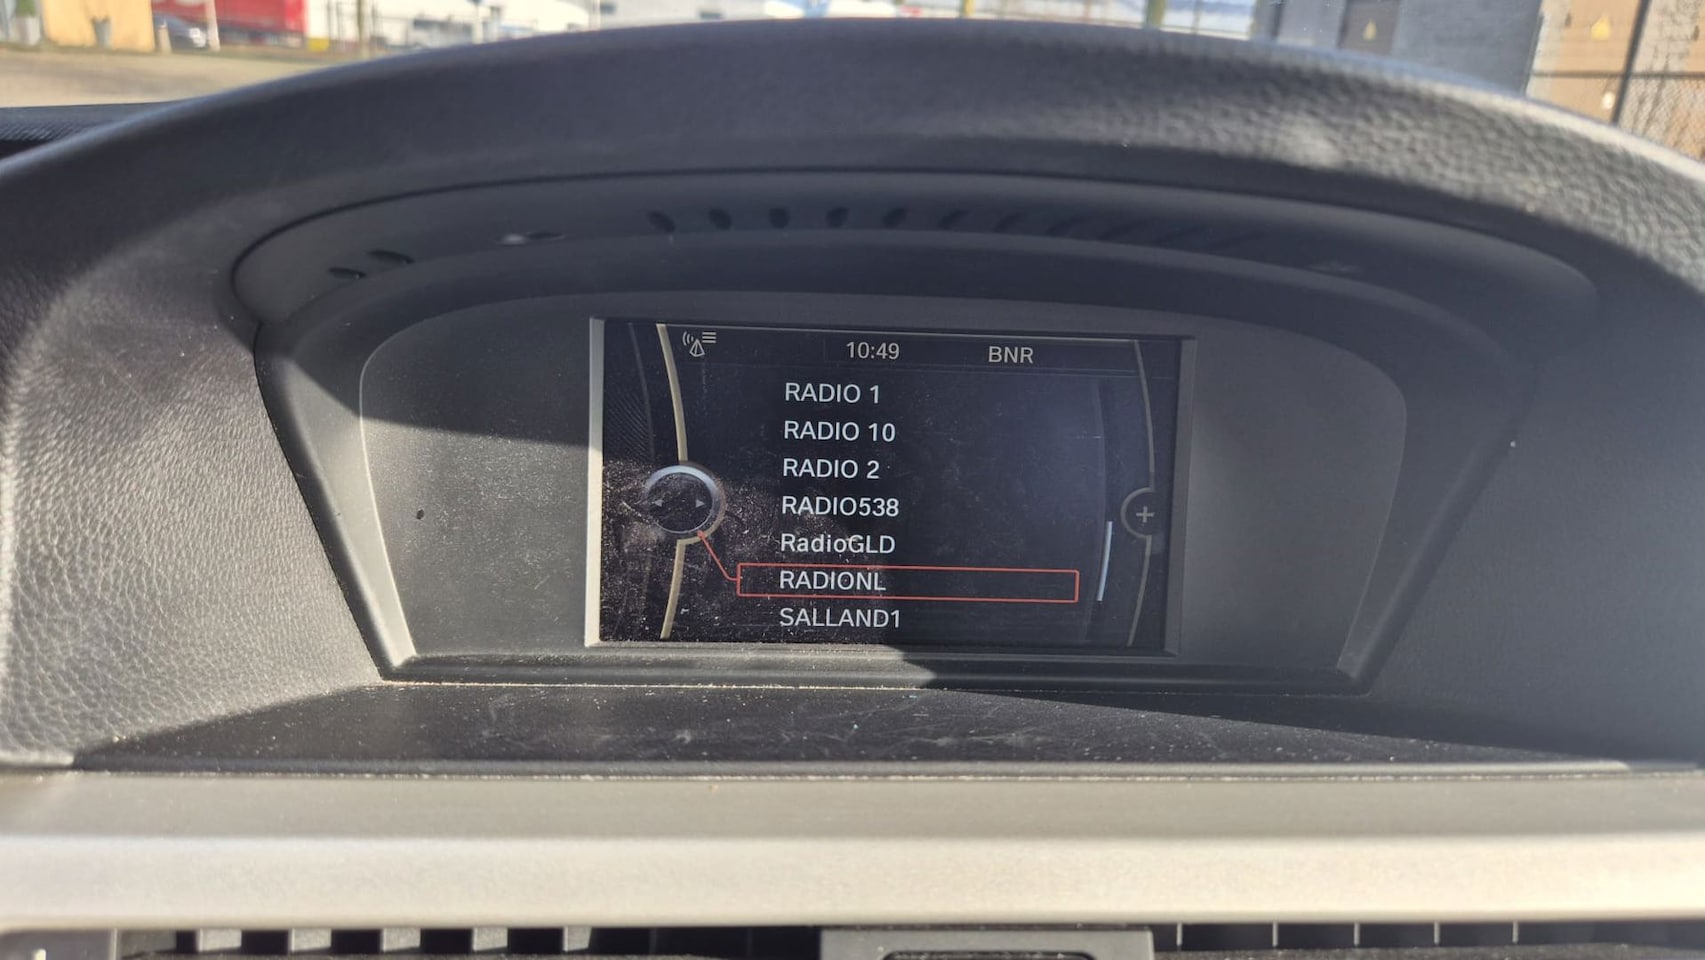 10:49 BNR
RADIO 1
RADIO 10
RADIO 2
RADIO538
RadioGLD
RADIONL
SALLAND1